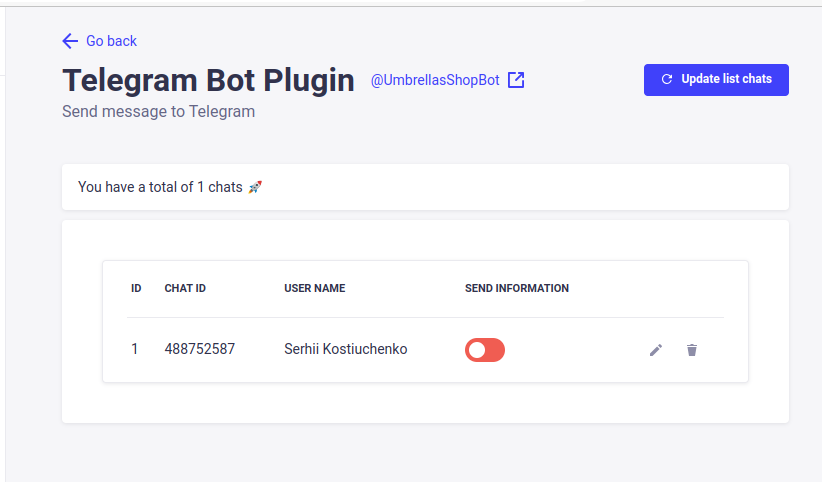 Go back
Telegram Bot Plugin @UmbrellasShopBot Update list chats
Send message to Telegram
You have a total of 1 chats 🚀
ID CHAT ID USER NAME SEND INFORMATION
1 488752587 Serhii Kostiuchenko